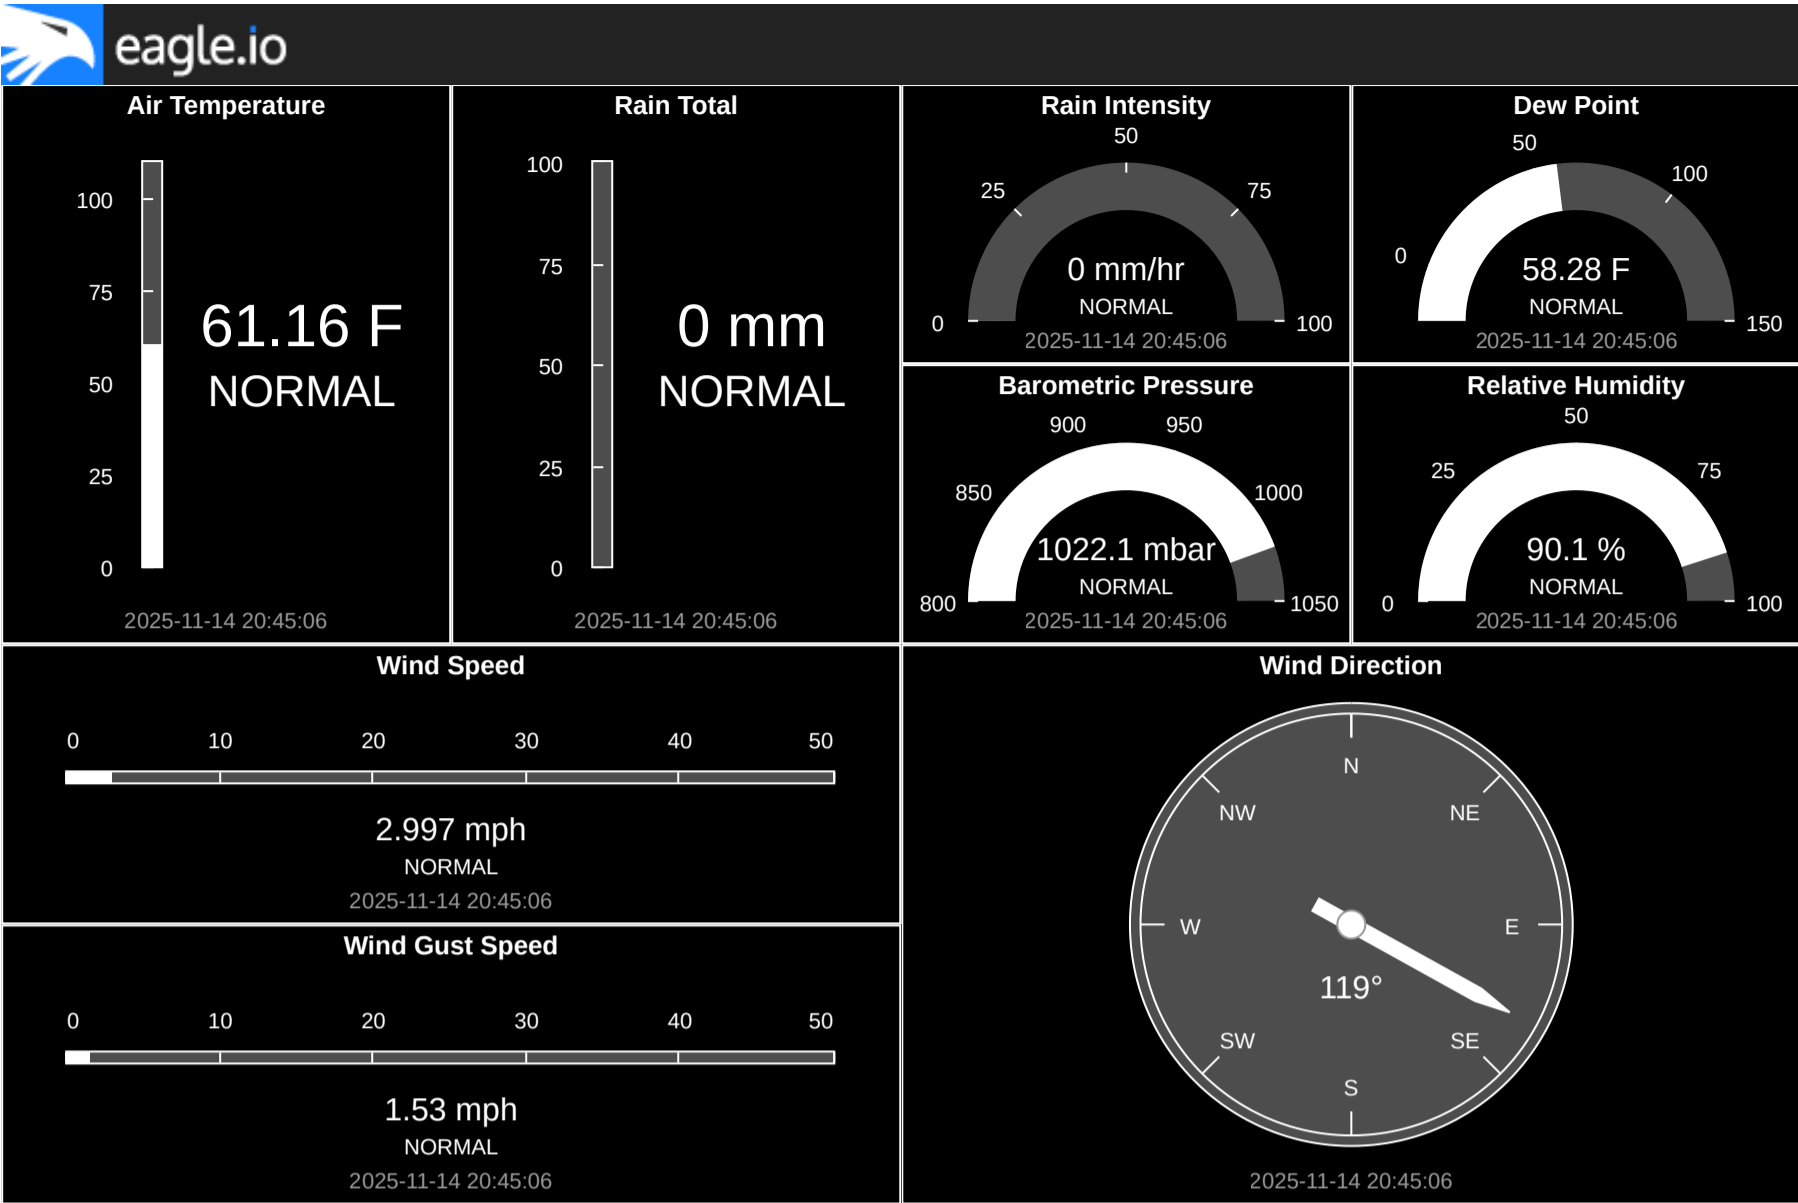 eagle.io
Air Temperature
100
75
50
25
0
61.16 F
NORMAL
2025-11-14 20:45:06
Rain Total
100
75
50
25
0
0 mm
NORMAL
2025-11-14 20:45:06
Rain Intensity
50
25
75
0
100
0 mm/hr
NORMAL
2025-11-14 20:45:06
Dew Point
50
100
0
150
58.28 F
NORMAL
2025-11-14 20:45:06
Barometric Pressure
900
950
850
1000
800
1050
1022.1 mbar
NORMAL
2025-11-14 20:45:06
Relative Humidity
50
25
75
0
100
90.1 %
NORMAL
2025-11-14 20:45:06
Wind Speed
0 10 20 30 40 50
2.997 mph
NORMAL
2025-11-14 20:45:06
Wind Gust Speed
0 10 20 30 40 50
1.53 mph
NORMAL
2025-11-14 20:45:06
Wind Direction
N
NW
NE
W
E
119°
SW
SE
S
2025-11-14 20:45:06